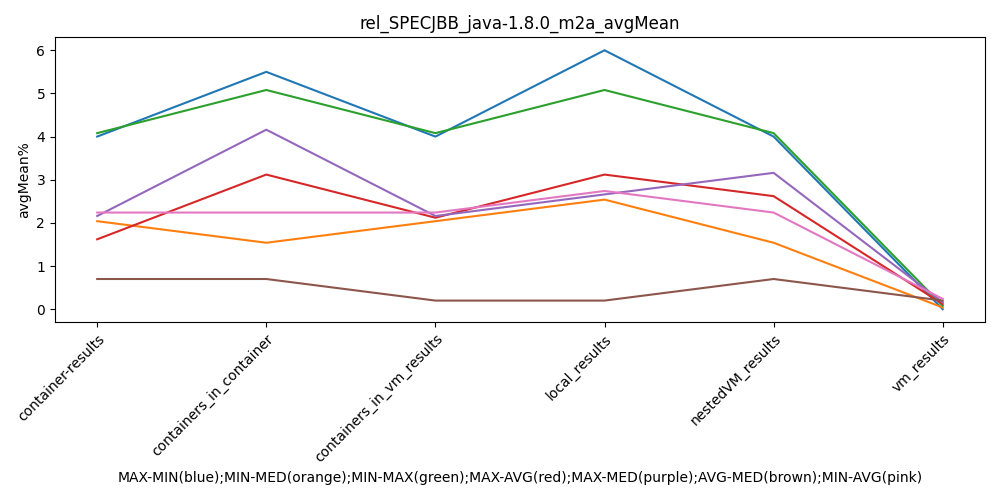 rel_SPECJBB_java-1.8.0_m2a_avgMean
avgMean%
6
5
4
3
2
1
0
container-results
containers_in_container
containers_in_vm_results
local_results
nestedVM_results
vm_results
MAX-MIN(blue);MIN-MED(orange);MIN-MAX(green);MAX-AVG(red);MAX-MED(purple);AVG-MED(brown);MIN-AVG(pink)